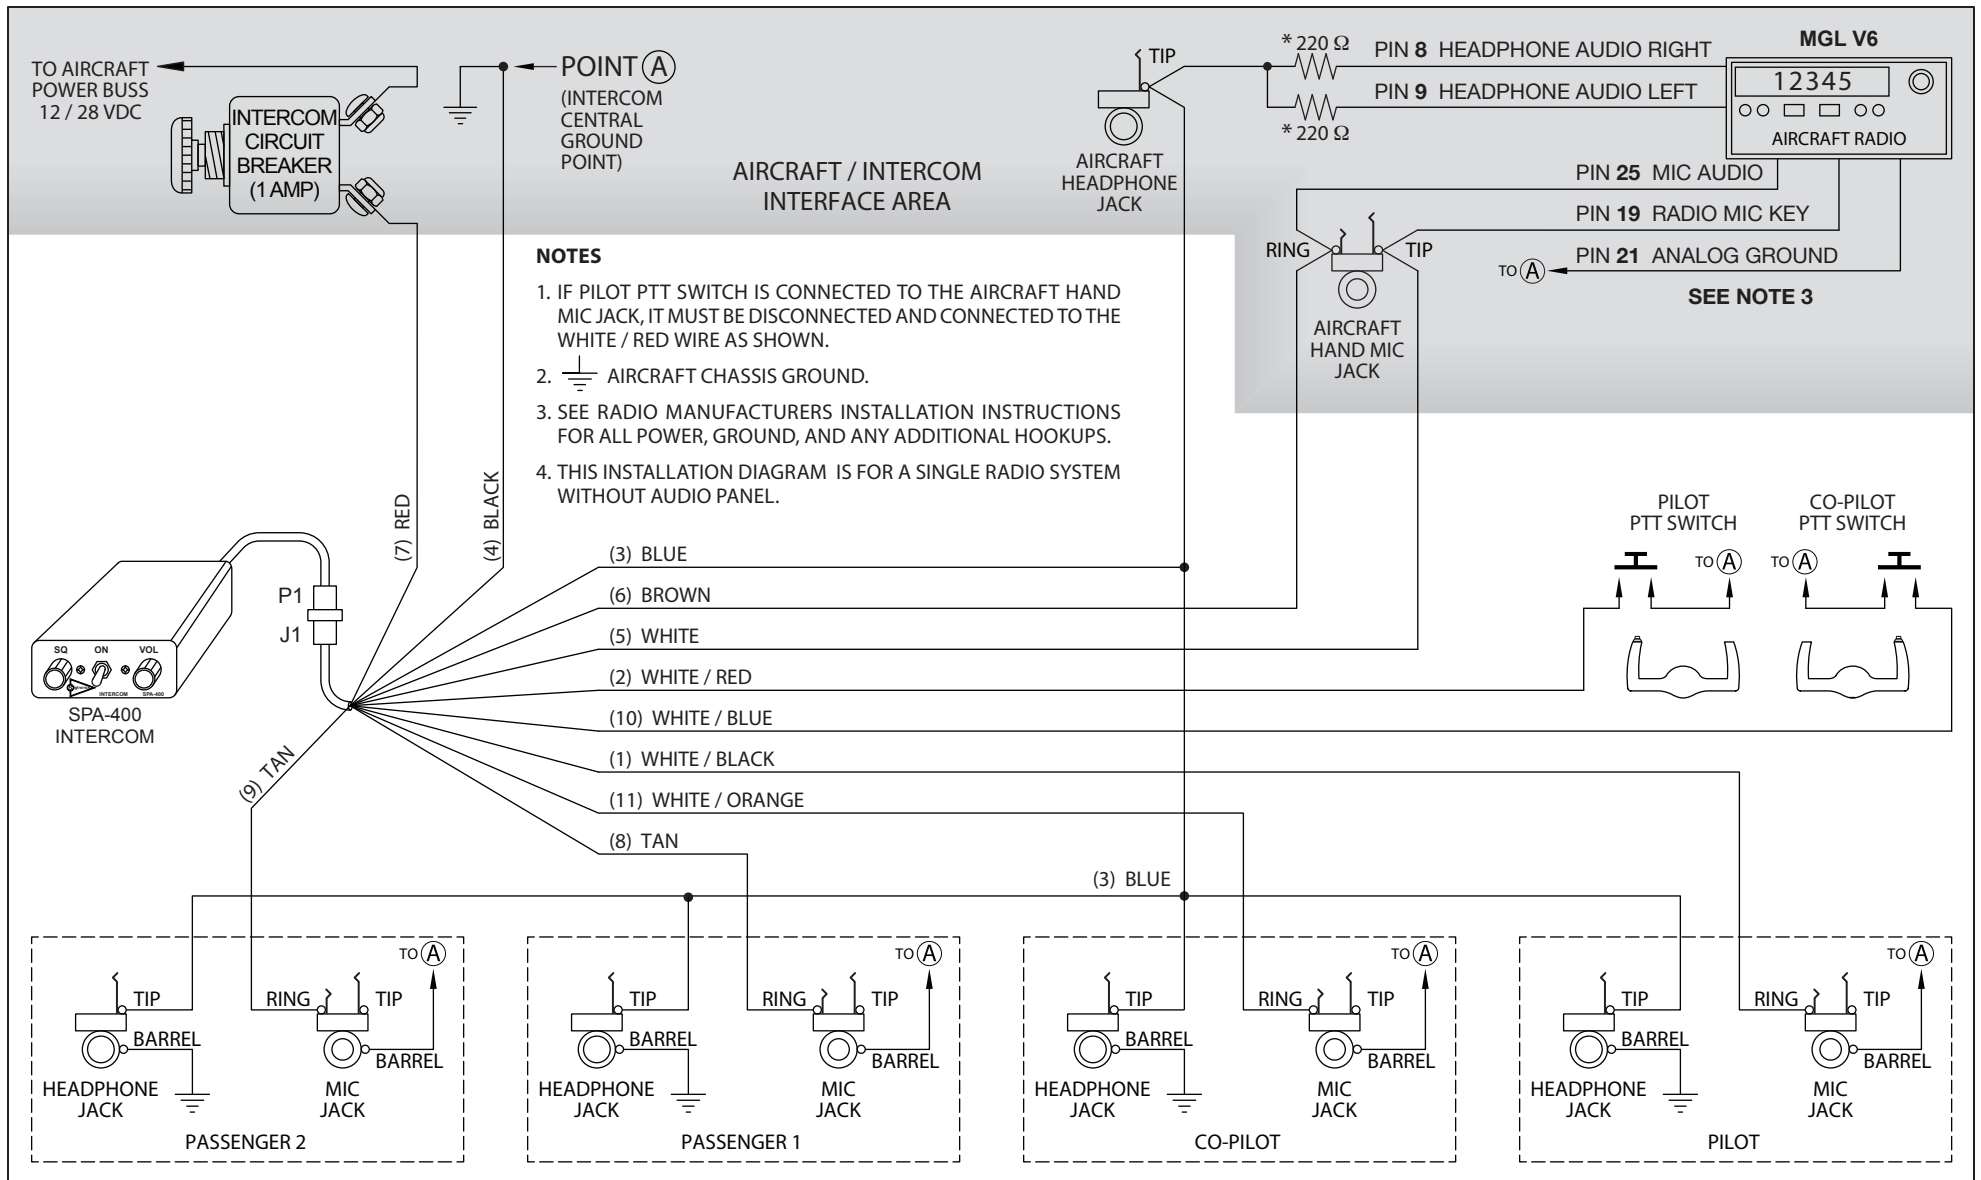 TO AIRCRAFT
POWER BUSS
12 / 28 VDC
INTERCOM
CIRCUIT
BREAKER
(1 AMP)
POINT A
(INTERCOM
CENTRAL
GROUND
POINT)
AIRCRAFT / INTERCOM
INTERFACE AREA
TIP
AIRCRAFT
HEADPHONE
JACK
* 220 Ω
* 220 Ω
PIN 8 HEADPHONE AUDIO RIGHT
PIN 9 HEADPHONE AUDIO LEFT
MGL V6
12345
AIRCRAFT RADIO
PIN 25 MIC AUDIO
PIN 19 RADIO MIC KEY
PIN 21 ANALOG GROUND
TO A
SEE NOTE 3
RING
TIP
AIRCRAFT
HAND MIC
JACK
NOTES
1. IF PILOT PTT SWITCH IS CONNECTED TO THE AIRCRAFT HAND
MIC JACK, IT MUST BE DISCONNECTED AND CONNECTED TO THE
WHITE / RED WIRE AS SHOWN.
2. AIRCRAFT CHASSIS GROUND.
3. SEE RADIO MANUFACTURERS INSTALLATION INSTRUCTIONS
FOR ALL POWER, GROUND, AND ANY ADDITIONAL HOOKUPS.
4. THIS INSTALLATION DIAGRAM IS FOR A SINGLE RADIO SYSTEM
WITHOUT AUDIO PANEL.
(7) RED
(4) BLACK
P1
J1
SQ
ON
VOL
INTERCOM
SPA-400
SPA-400
INTERCOM
(3) BLUE
(6) BROWN
(5) WHITE
(2) WHITE / RED
(10) WHITE / BLUE
(1) WHITE / BLACK
(11) WHITE / ORANGE
(8) TAN
(9) TAN
(3) BLUE
PILOT
PTT SWITCH
TO A
CO-PILOT
PTT SWITCH
TO A
TIP
BARREL
HEADPHONE
JACK
RING
TIP
TO A
BARREL
MIC
JACK
PASSENGER 2
TIP
BARREL
HEADPHONE
JACK
RING
TIP
TO A
BARREL
MIC
JACK
PASSENGER 1
TIP
BARREL
HEADPHONE
JACK
RING
TIP
TO A
BARREL
MIC
JACK
CO-PILOT
TIP
BARREL
HEADPHONE
JACK
RING
TIP
TO A
BARREL
MIC
JACK
PILOT